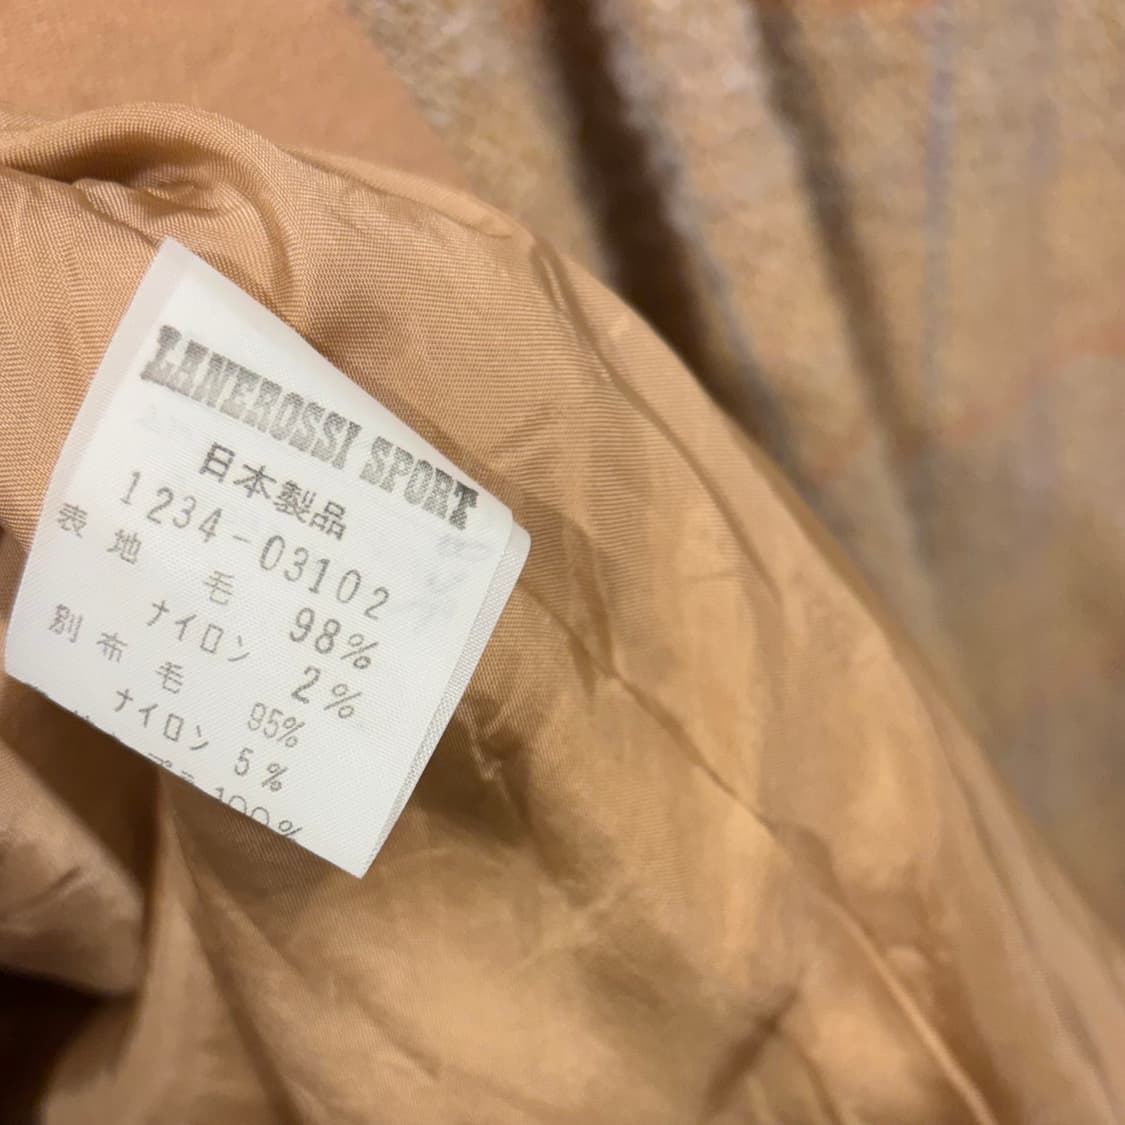 LANEROSSI SPORT
日本製品
1234-03102
表地 毛 98%
ナイロン 2%
別布 毛 95%
ナイロン 5%
100%